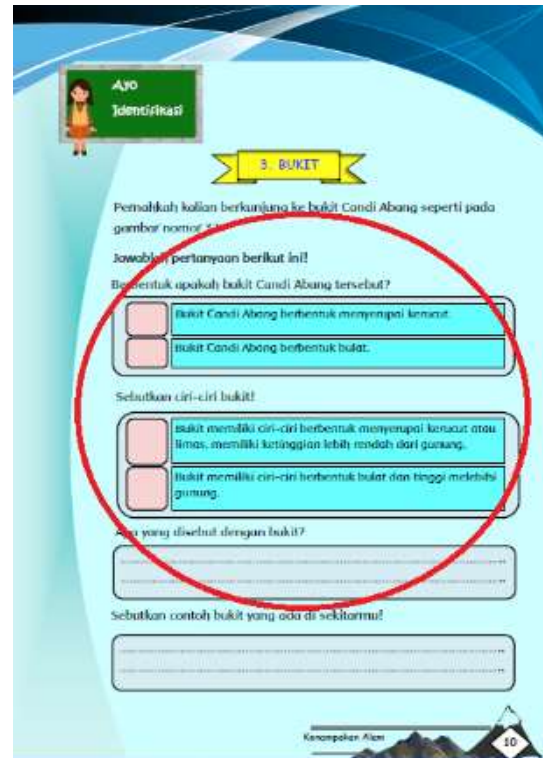 Ayo
Identifikasi
3. BUKIT
Pernahkah kalian berkunjung ke bukit Candi Abang seperti pada
gambar nomor
Jawablah pertanyaan berikut ini!
Berbentuk apakah bukit Candi Abang tersebut?
Bukit Candi Abang berbentuk menyerupai kerucut.
Bukit Candi Abang berbentuk bulat.
Sebutkan ciri-ciri bukit!
Bukit memiliki ciri-ciri berbentuk menyerupai kerucut atau
limas, memiliki ketinggian lebih rendah dari gunung.
Bukit memiliki ciri-ciri berbentuk bulat dan tinggi melebihi
gunung.
Apa yang disebut dengan bukit?
Sebutkan contoh bukit yang ada di sekitarmu!
Kenampakan Alam
10